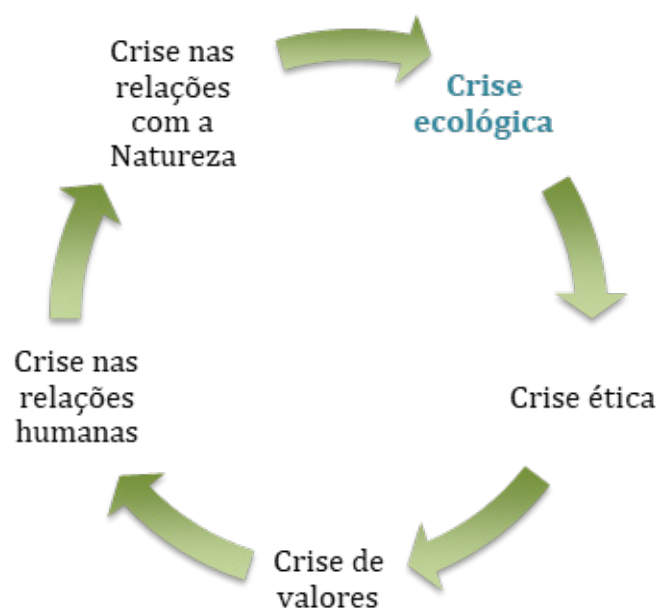 Crise nas
relações
com a
Natureza
Crise
ecológica
Crise ética
Crise de
valores
Crise nas
relações
humanas